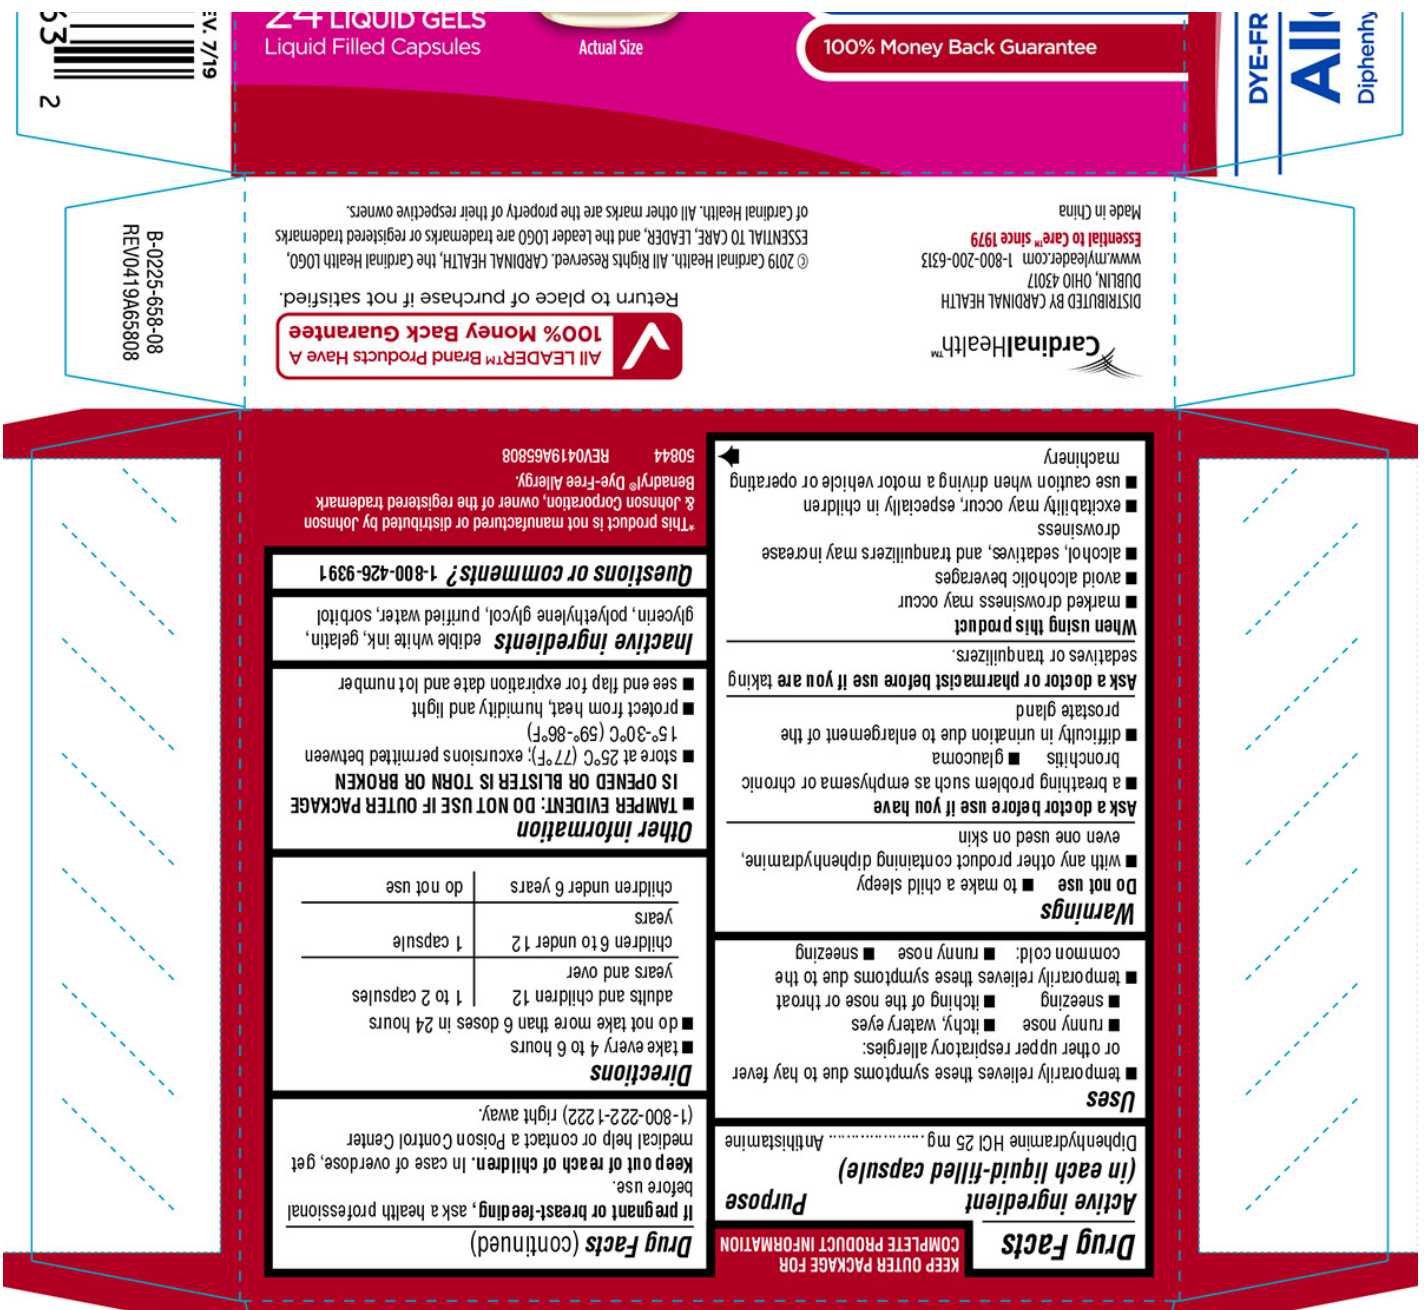 63
2
EV. 7/19
24 LIQUID GELS
Liquid Filled Capsules
Actual Size
100% Money Back Guarantee
DYE-FR
Diphenhy
B-0225-658-08
REV0419A65808
CardinalHealth™
DISTRIBUTED BY CARDINAL HEALTH
DUBLIN, OHIO 43017
www.myleader.com 1-800-200-6313
Essential to Care™ since 1979
Made in China
All LEADER™ Brand Products Have A
100% Money Back Guarantee
Return to place of purchase if not satisfied.
© 2019 Cardinal Health. All Rights Reserved. CARDINAL HEALTH, the Cardinal Health LOGO,
ESSENTIAL TO CARE, LEADER, and the Leader LOGO are trademarks or registered trademarks
of Cardinal Health. All other marks are the property of their respective owners.
Drug Facts
KEEP OUTER PACKAGE FOR
COMPLETE PRODUCT INFORMATION
Active ingredient Purpose
(in each liquid-filled capsule)
Diphenhydramine HCl 25 mg ................... Antihistamine
Uses
■ temporarily relieves these symptoms due to hay fever
or other upper respiratory allergies:
■ runny nose ■ itchy, watery eyes
■ sneezing ■ itching of the nose or throat
■ temporarily relieves these symptoms due to the
common cold: ■ runny nose ■ sneezing
Warnings
Do not use ■ to make a child sleepy
■ with any other product containing diphenhydramine,
even one used on skin
Ask a doctor before use if you have
■ a breathing problem such as emphysema or chronic
bronchitis ■ glaucoma
■ difficulty in urination due to enlargement of the
prostate gland
Ask a doctor or pharmacist before use if you are taking
sedatives or tranquilizers.
When using this product
■ marked drowsiness may occur
■ avoid alcoholic beverages
■ alcohol, sedatives, and tranquilizers may increase
drowsiness
■ excitability may occur, especially in children
■ use caution when driving a motor vehicle or operating
machinery
Drug Facts (continued)
If pregnant or breast-feeding, ask a health professional
before use.
Keep out of reach of children. In case of overdose, get
medical help or contact a Poison Control Center
(1-800-222-1222) right away.
Directions
■ take every 4 to 6 hours
■ do not take more than 6 doses in 24 hours
adults and children 12 1 to 2 capsules
years and over
children 6 to under 12 1 capsule
years
children under 6 years do not use
Other information
■ TAMPER EVIDENT: DO NOT USE IF OUTER PACKAGE
IS OPENED OR BLISTER IS TORN OR BROKEN
■ store at 25°C (77°F); excursions permitted between
15°-30°C (59°-86°F)
■ protect from heat, humidity and light
■ see end flap for expiration date and lot number
Inactive ingredients edible white ink, gelatin,
glycerin, polyethylene glycol, purified water, sorbitol
Questions or comments? 1-800-426-9391
*This product is not manufactured or distributed by Johnson
& Johnson Corporation, owner of the registered trademark
Benadryl® Dye-Free Allergy.
50844 REV0419A65808